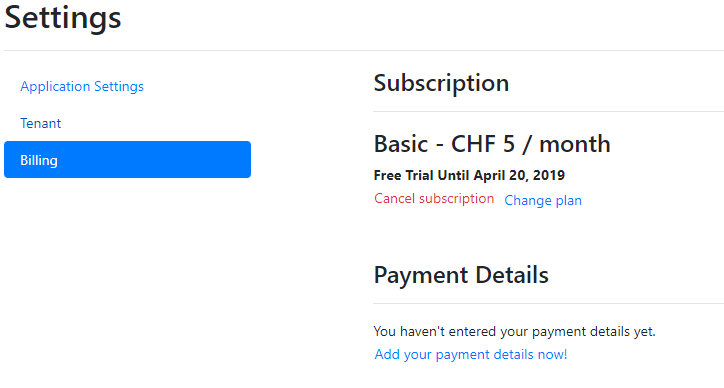 Settings
Application Settings
Tenant
Billing
Subscription
Basic - CHF 5 / month
Free Trial Until April 20, 2019
Cancel subscription Change plan
Payment Details
You haven't entered your payment details yet.
Add your payment details now!